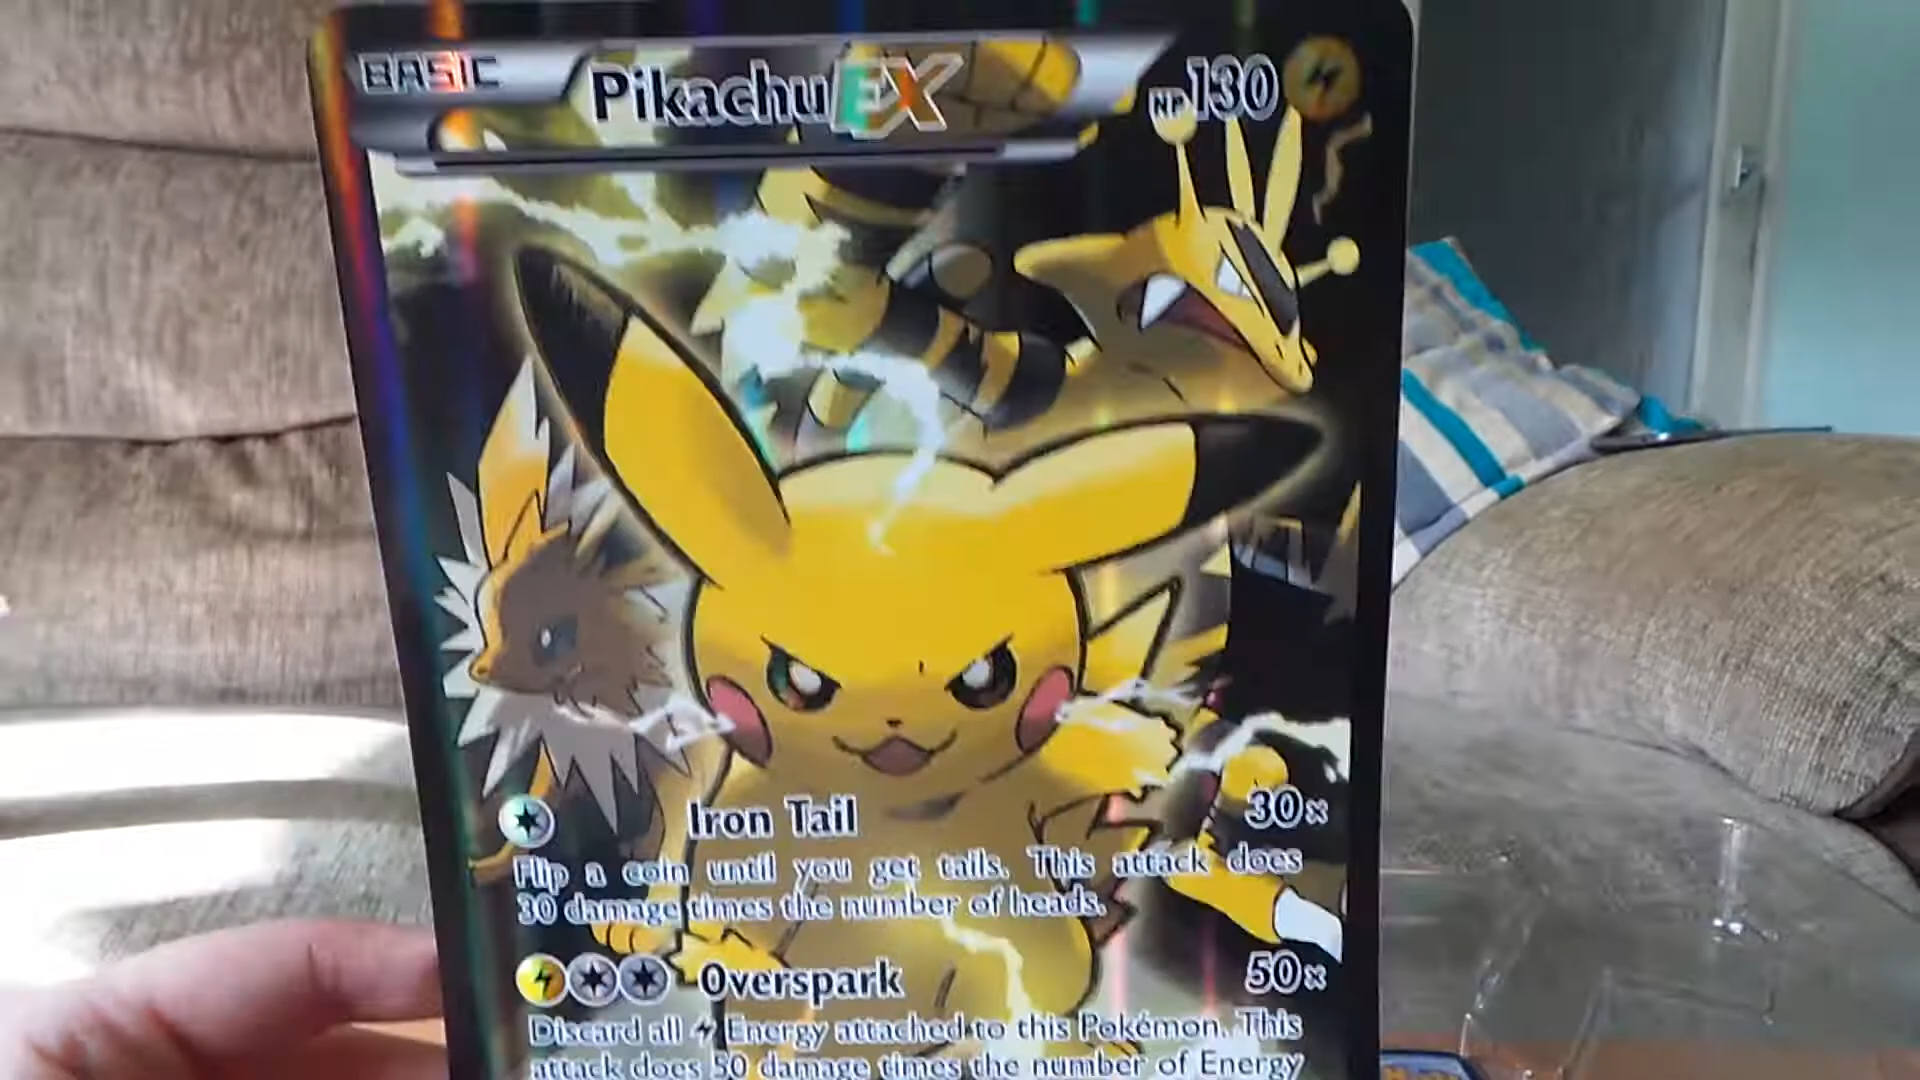 BASIC Pikachu EX HP130
Iron Tail 30×
Flip a coin until you get tails. This attack does
30 damage times the number of heads.
Overspark 50×
Discard all Energy attached to this Pokémon. This
attack does 50 damage times the number of Energy